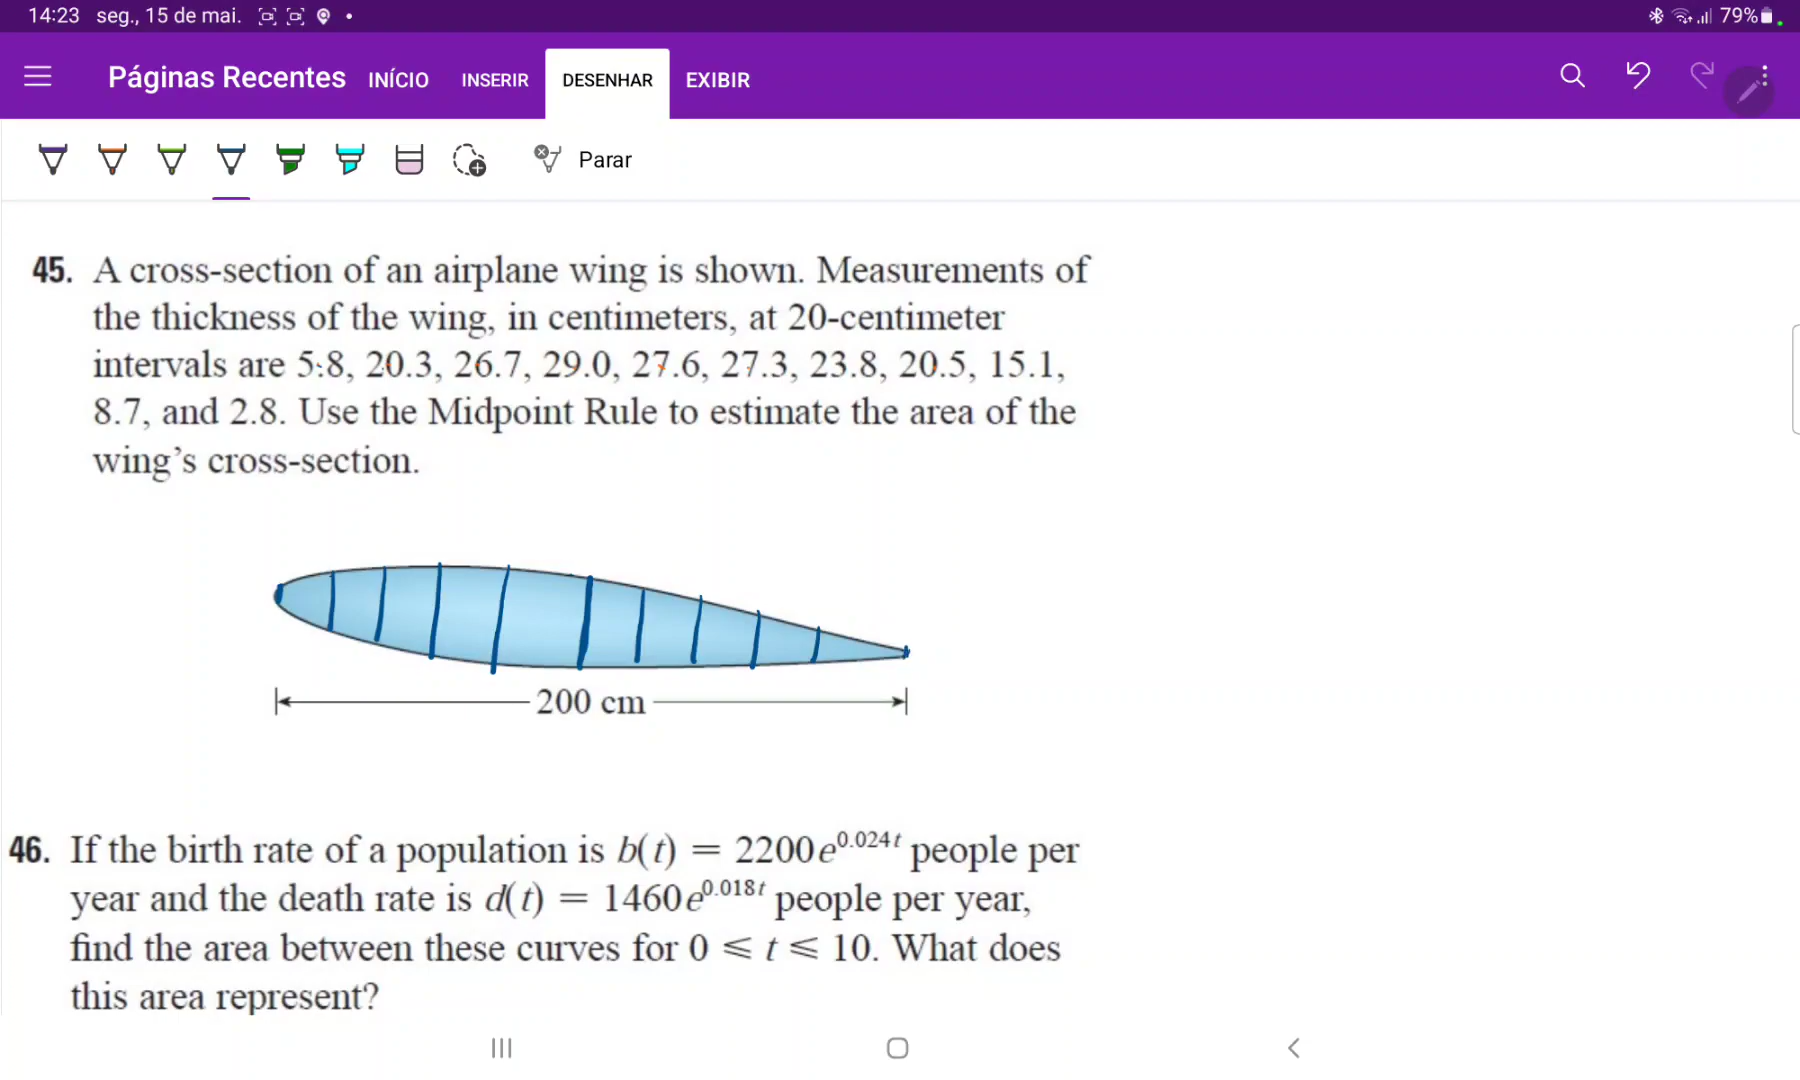 14:23 seg., 15 de mai. 79%
Páginas Recentes INÍCIO INSERIR DESENHAR EXIBIR
Parar
45. A cross-section of an airplane wing is shown. Measurements of
the thickness of the wing, in centimeters, at 20-centimeter
intervals are 5.8, 20.3, 26.7, 29.0, 27.6, 27.3, 23.8, 20.5, 15.1,
8.7, and 2.8. Use the Midpoint Rule to estimate the area of the
wing’s cross-section.
200 cm
46. If the birth rate of a population is b(t) = 2200e^{0.024t} people per
year and the death rate is d(t) = 1460e^{0.018t} people per year,
find the area between these curves for 0 ⩽ t ⩽ 10. What does
this area represent?